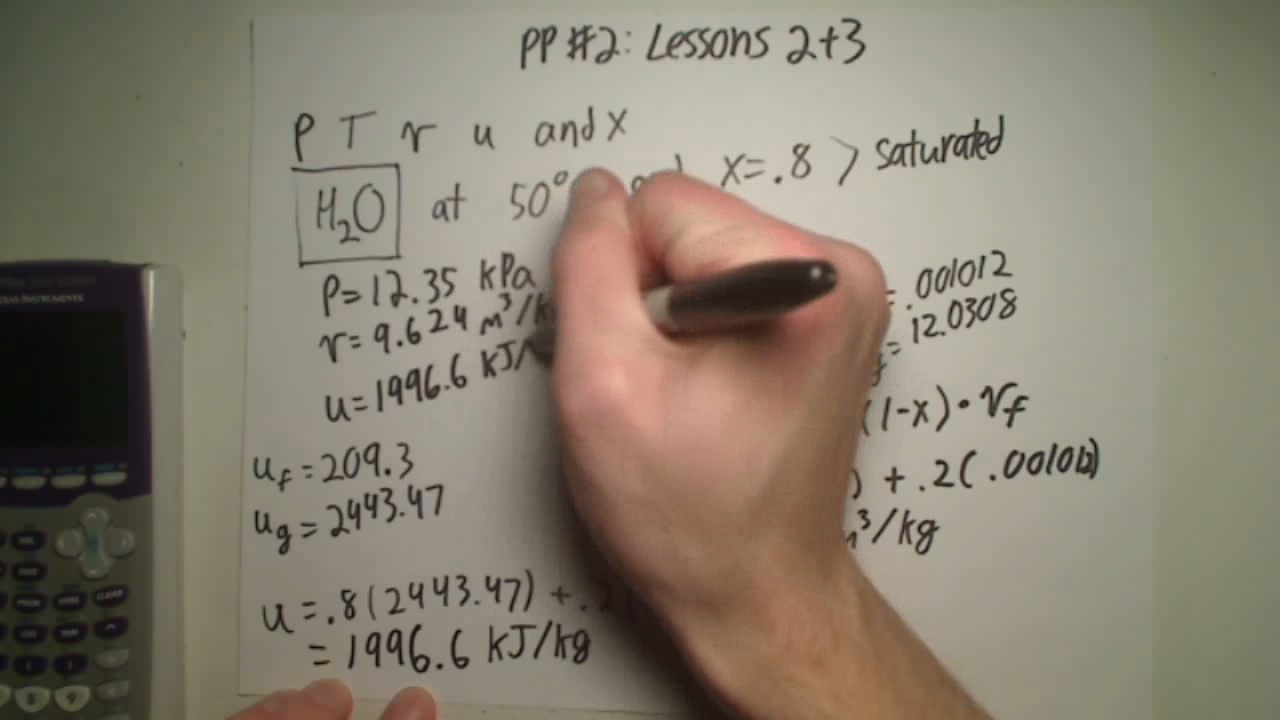 PP #2: Lessons 2+3
P T v u and x
H2O at 50° x=.8 > saturated
P=12.35 kPa
v=9.624 m³/
u=1996.6 kJ/
=.001012
=12.0308
(1-x)·vf
uf=209.3
) + .2(.001012)
ug=2443.47
m³/kg
u=.8(2443.47)+.2
=1996.6 kJ/kg